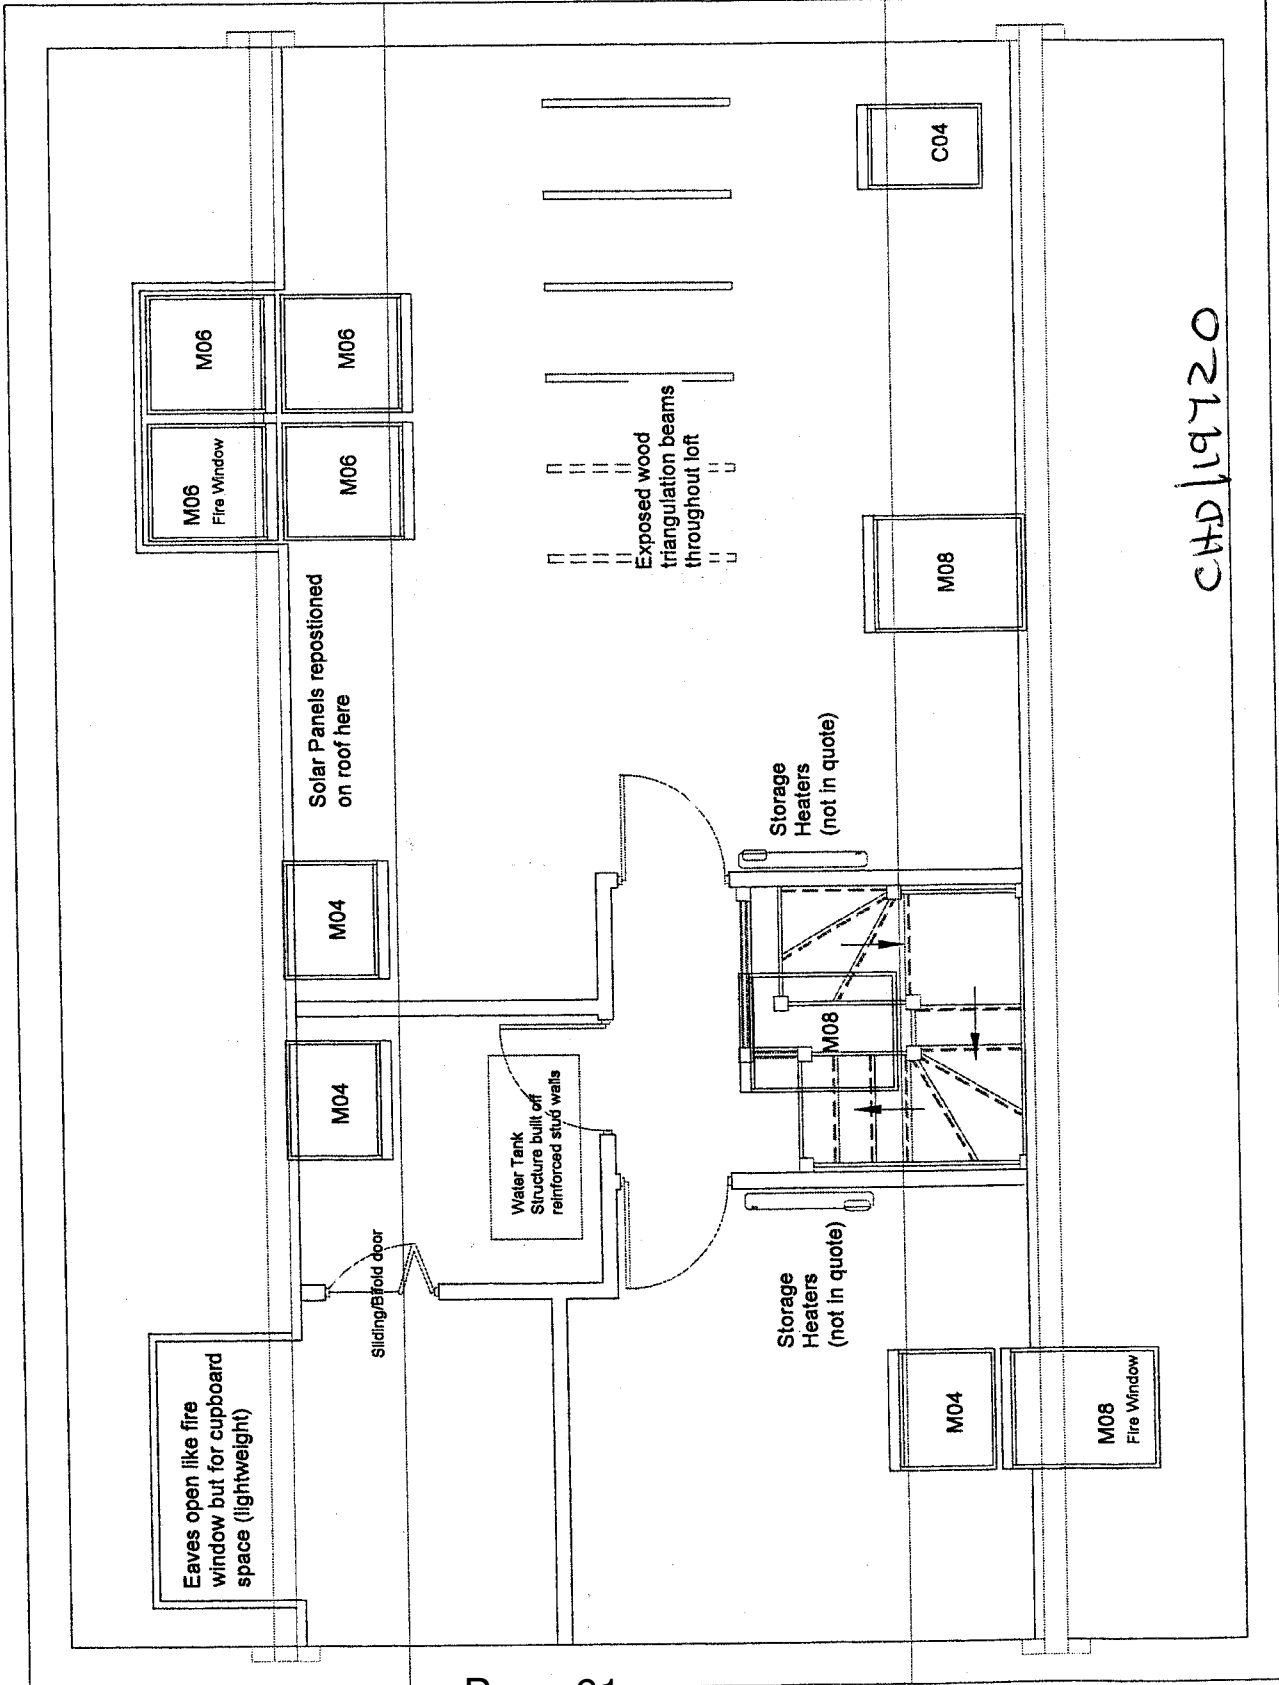 Eaves open like fire
window but for cupboard
space (lightweight)
Sliding/Bifold door
M04
M04
Solar Panels repostioned
on roof here
M06
Fire Window
M06
M06
M06
Water Tank
Structure built off
reinforced stud walls
Exposed wood
triangulation beams
throughout loft
Storage
Heaters
(not in quote)
M08
Storage
Heaters
(not in quote)
M04
M08
Fire Window
M08
C04
CHD/19720